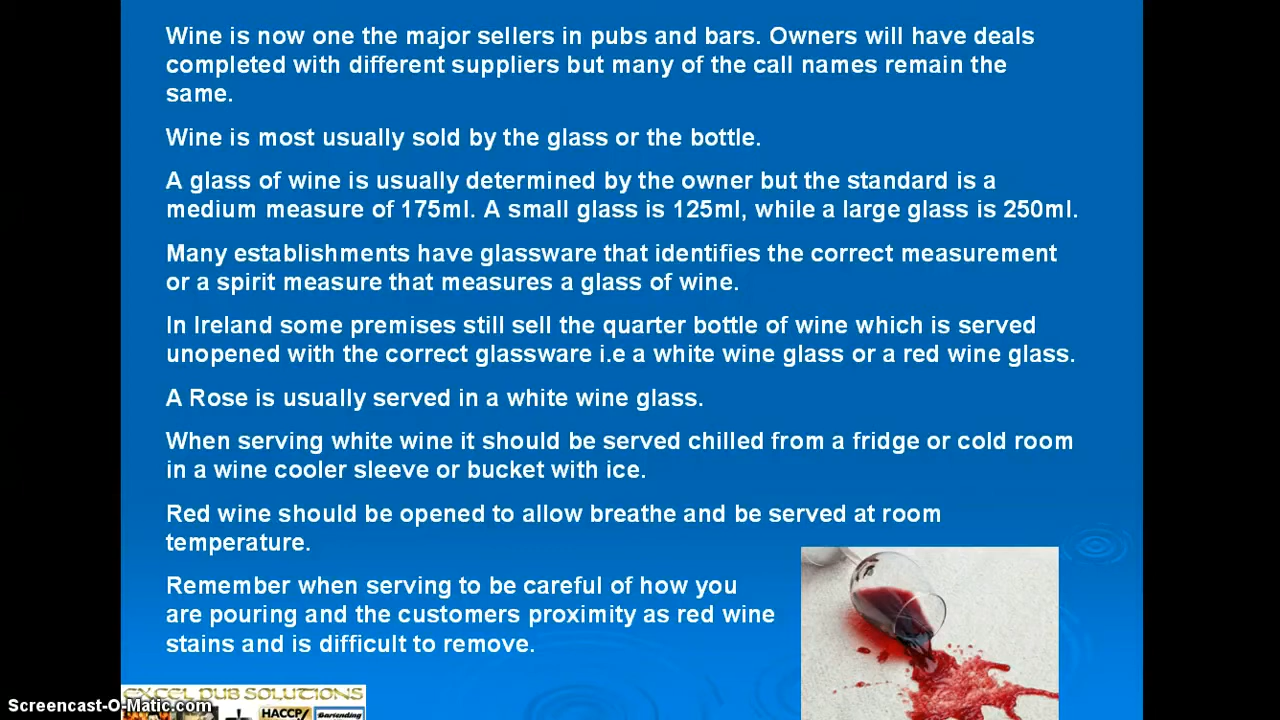 Wine is now one the major sellers in pubs and bars. Owners will have deals
completed with different suppliers but many of the call names remain the
same.
Wine is most usually sold by the glass or the bottle.
A glass of wine is usually determined by the owner but the standard is a
medium measure of 175ml. A small glass is 125ml, while a large glass is 250ml.
Many establishments have glassware that identifies the correct measurement
or a spirit measure that measures a glass of wine.
In Ireland some premises still sell the quarter bottle of wine which is served
unopened with the correct glassware i.e a white wine glass or a red wine glass.
A Rose is usually served in a white wine glass.
When serving white wine it should be served chilled from a fridge or cold room
in a wine cooler sleeve or bucket with ice.
Red wine should be opened to allow breathe and be served at room
temperature.
Remember when serving to be careful of how you
are pouring and the customers proximity as red wine
stains and is difficult to remove.
EXCEL PUB SOLUTIONS
Screencast-O-Matic.com
HACCP
Bartending